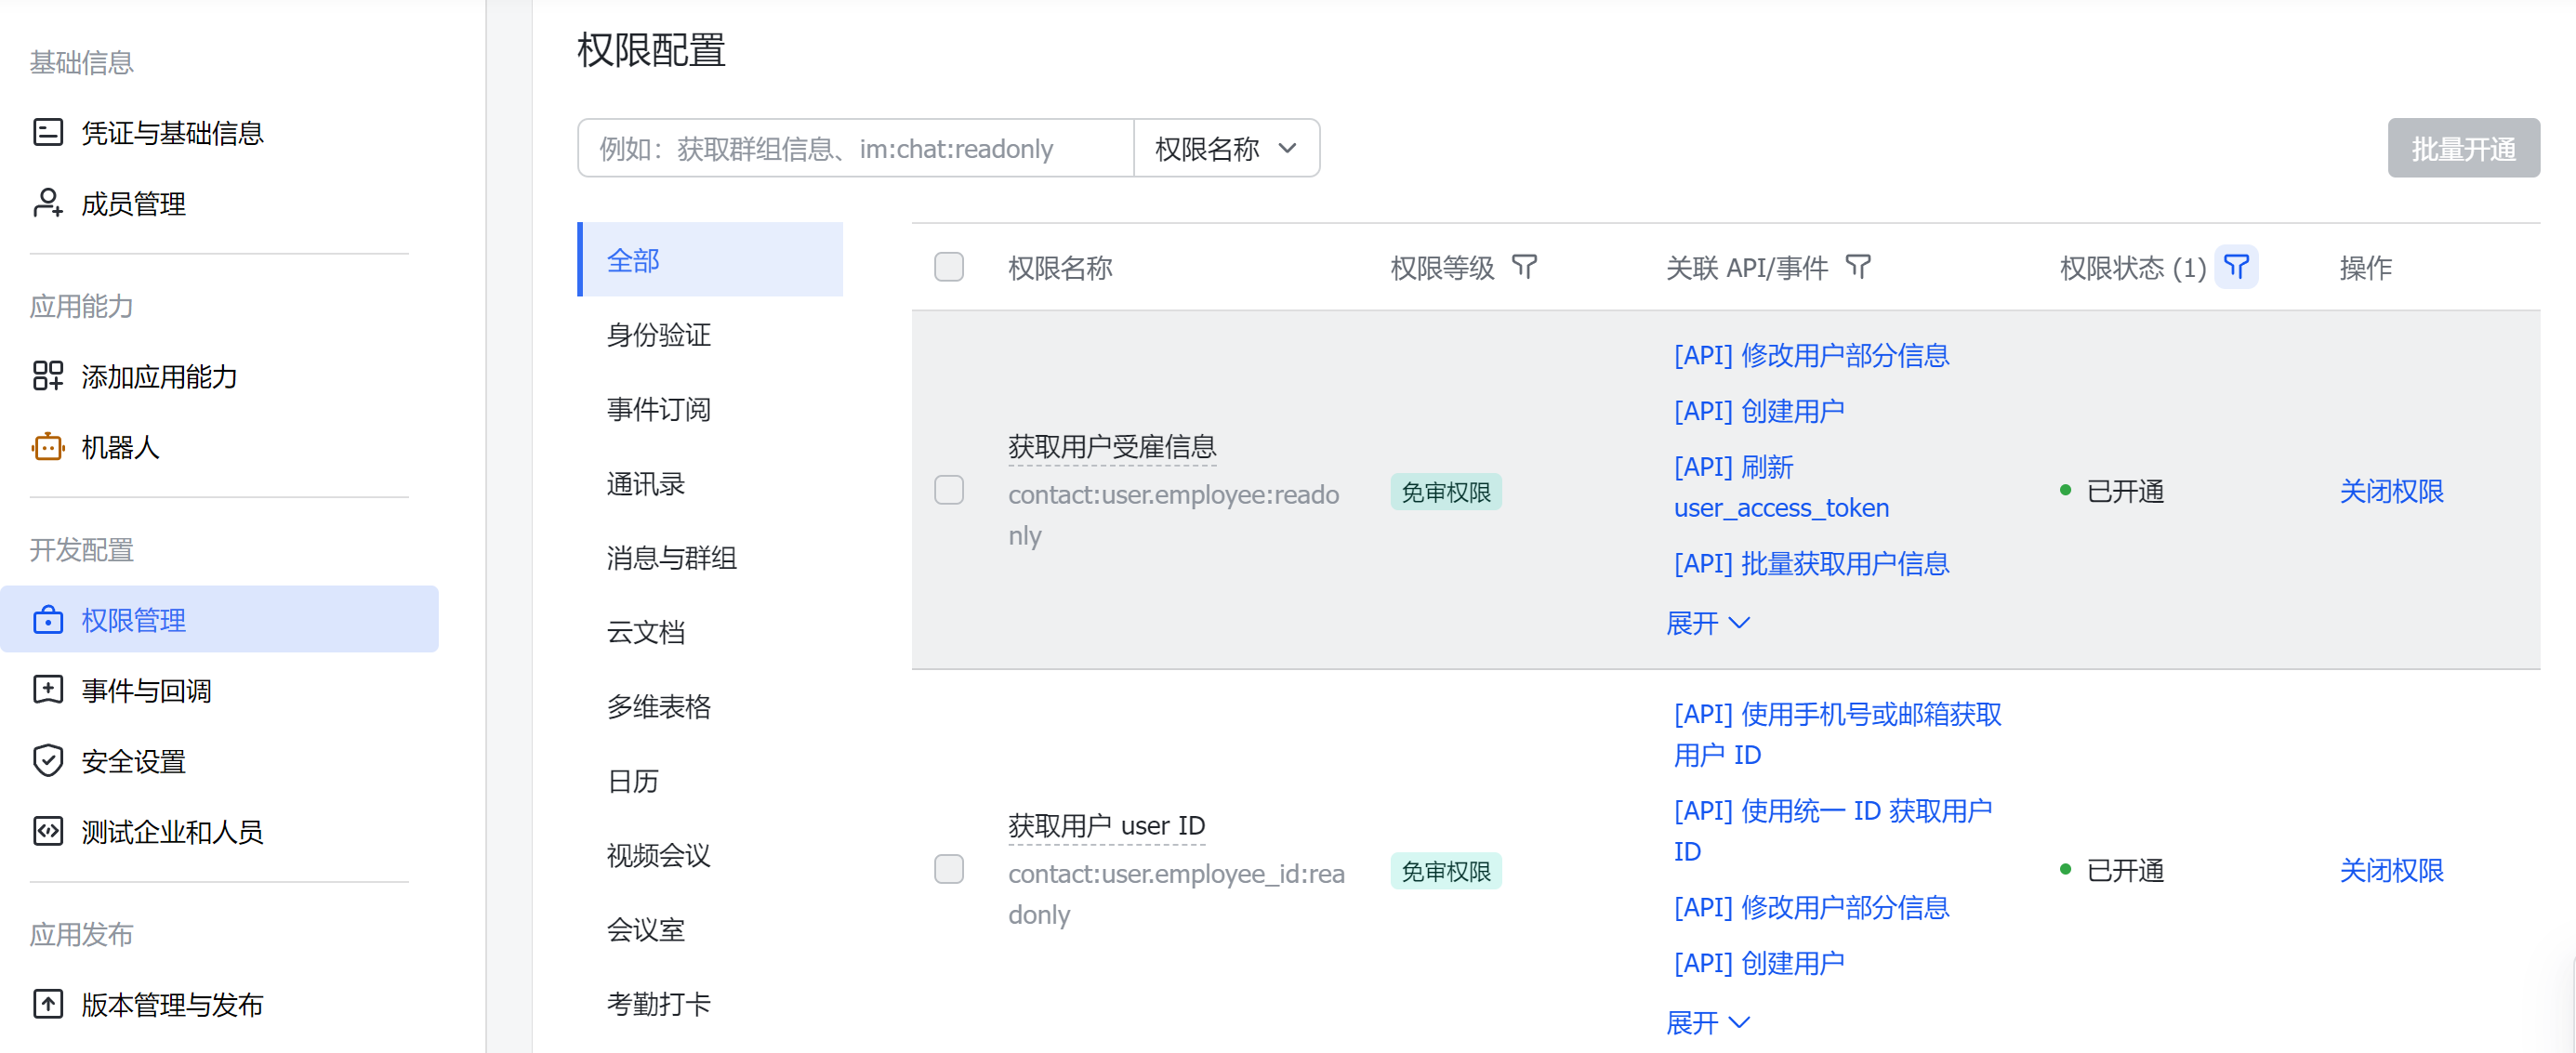 基础信息
凭证与基础信息
成员管理
应用能力
添加应用能力
机器人
开发配置
权限管理
事件与回调
安全设置
测试企业和人员
应用发布
版本管理与发布
权限配置
例如：获取群组信息、im:chat:readonly
权限名称
批量开通
全部
身份验证
事件订阅
通讯录
消息与群组
云文档
多维表格
日历
视频会议
会议室
考勤打卡
权限名称 权限等级 关联 API/事件 权限状态 (1) 操作
获取用户受雇信息
contact:user.employee:reado
nly
免审权限
[API] 修改用户部分信息
[API] 创建用户
[API] 刷新
user_access_token
[API] 批量获取用户信息
展开
已开通
关闭权限
获取用户 user ID
contact:user.employee_id:rea
donly
免审权限
[API] 使用手机号或邮箱获取
用户 ID
[API] 使用统一 ID 获取用户
ID
[API] 修改用户部分信息
[API] 创建用户
展开
已开通
关闭权限